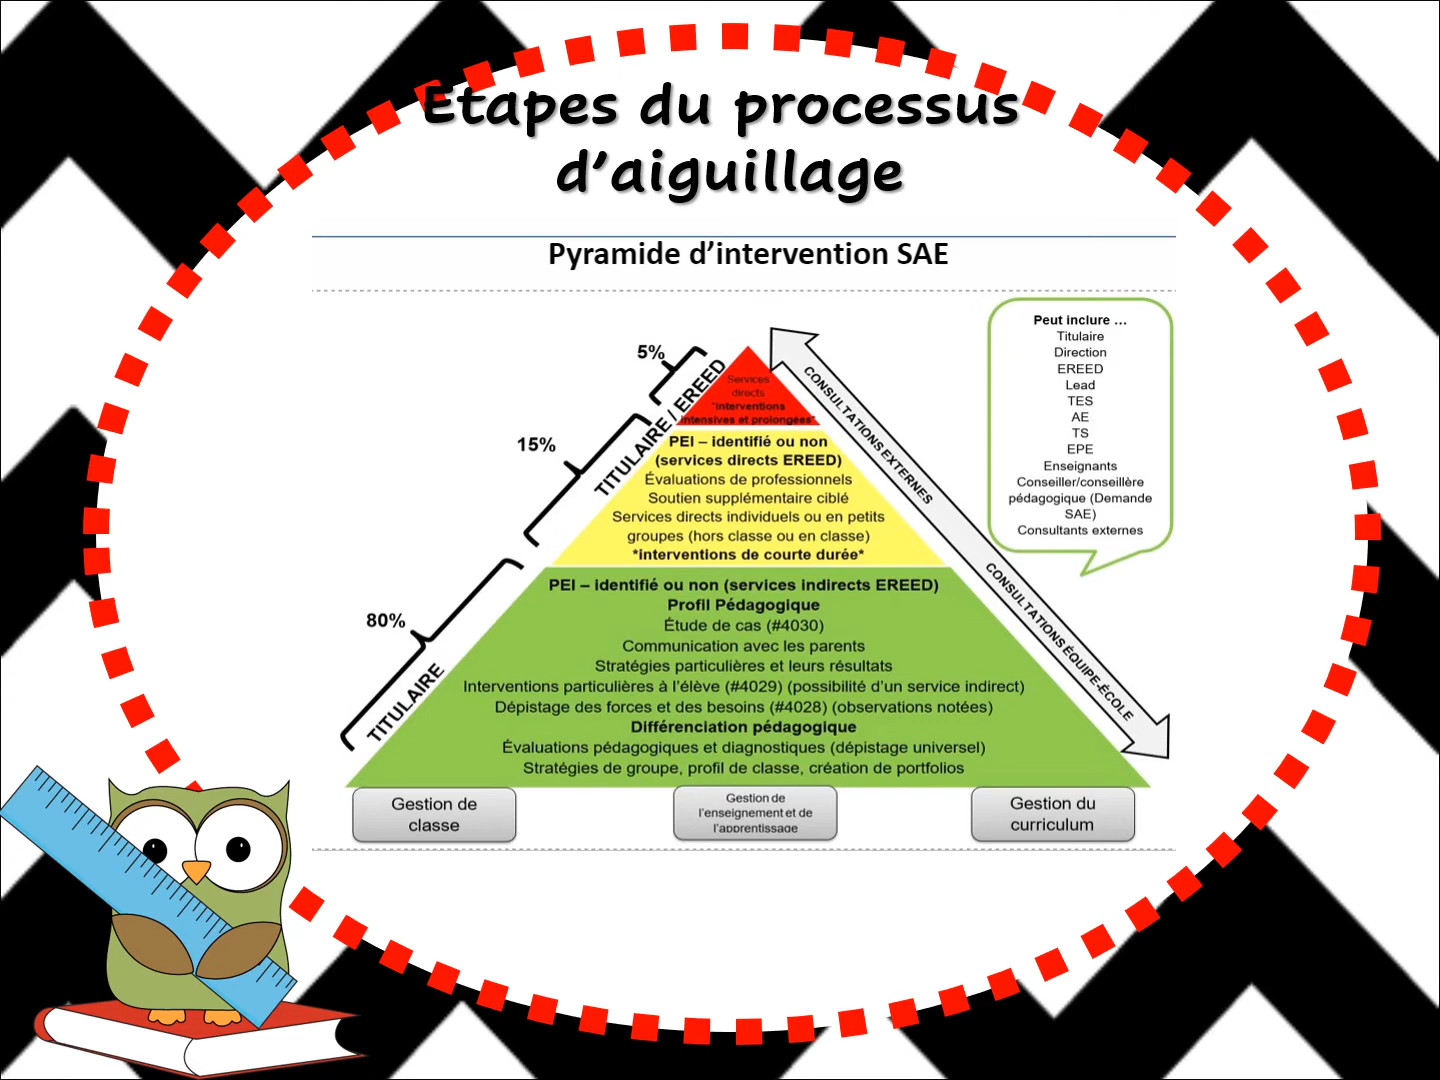 Étapes du processus
d'aiguillage
Pyramide d'intervention SAE
5%
15%
80%
TITULAIRE / EREED
TITULAIRE
Services
directs
*interventions
intensives et prolongées*
PEI – identifié ou non
(services directs EREED)
Évaluations de professionnels
Soutien supplémentaire ciblé
Services directs individuels ou en petits
groupes (hors classe ou en classe)
*interventions de courte durée*
PEI – identifié ou non (services indirects EREED)
Profil Pédagogique
Étude de cas (#4030)
Communication avec les parents
Stratégies particulières et leurs résultats
Interventions particulières à l'élève (#4029) (possibilité d'un service indirect)
Dépistage des forces et des besoins (#4028) (observations notées)
Différenciation pédagogique
Évaluations pédagogiques et diagnostiques (dépistage universel)
Stratégies de groupe, profil de classe, création de portfolios
CONSULTATIONS EXTERNES
CONSULTATIONS ÉQUIPE-ÉCOLE
Peut inclure …
Titulaire
Direction
EREED
Lead
TES
AE
TS
EPE
Enseignants
Conseiller/conseillère
pédagogique (Demande
SAE)
Consultants externes
Gestion de
classe
Gestion de
l'enseignement et de
l'apprentissage
Gestion du
curriculum